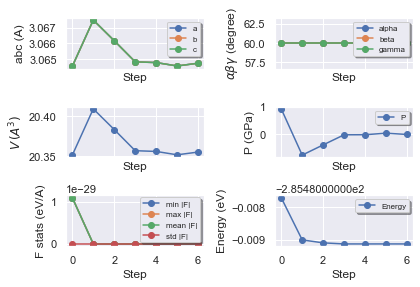 abc (A)
3.067
3.066
3.065
a
b
c
Step
αβγ (degree)
62.5
60.0
57.5
alpha
beta
gamma
Step
V (A³)
20.40
20.35
Step
P (GPa)
1
0
P
Step
F stats (eV/A)
1e−29
1
0
min |F|
max |F|
mean |F|
std |F|
0 2 4 6
Step
Energy (eV)
−2.8548000000e2
−0.008
−0.009
Energy
0 2 4 6
Step